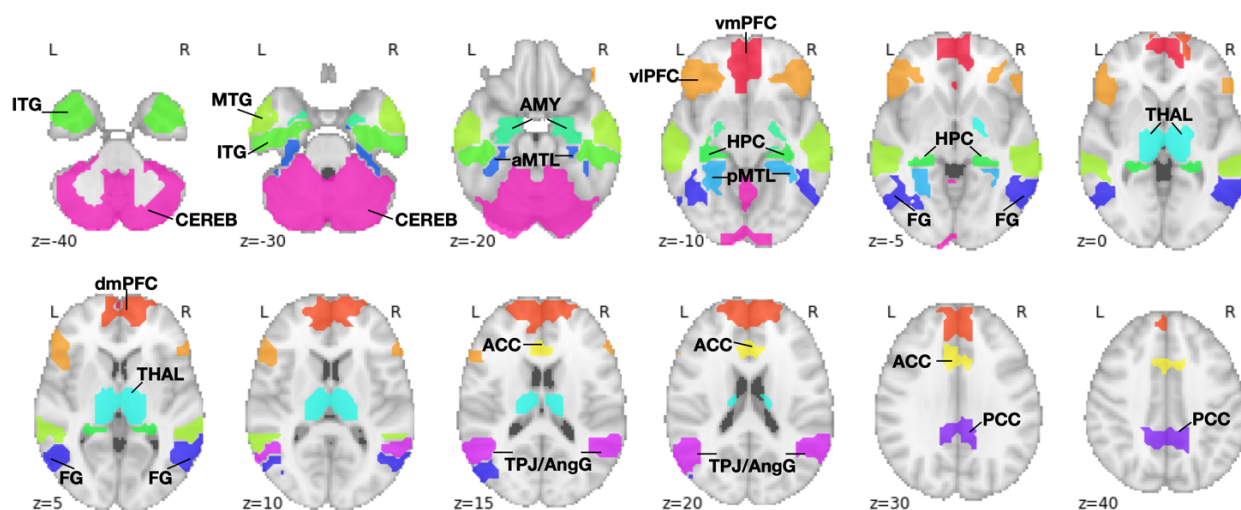 L R
ITG
CEREB
z=-40
L R
MTG
ITG
CEREB
z=-30
L R
AMY
aMTL
z=-20
vmPFC
L R
vlPFC
HPC
pMTL
z=-10
L R
HPC
FG FG
z=-5
L R
THAL
FG
z=0
dmPFC
L R
THAL
FG FG
z=5
L R
z=10
L R
ACC
TPJ/AngG
z=15
L R
ACC
TPJ/AngG
z=20
L R
ACC
PCC
z=30
L R
PCC
z=40